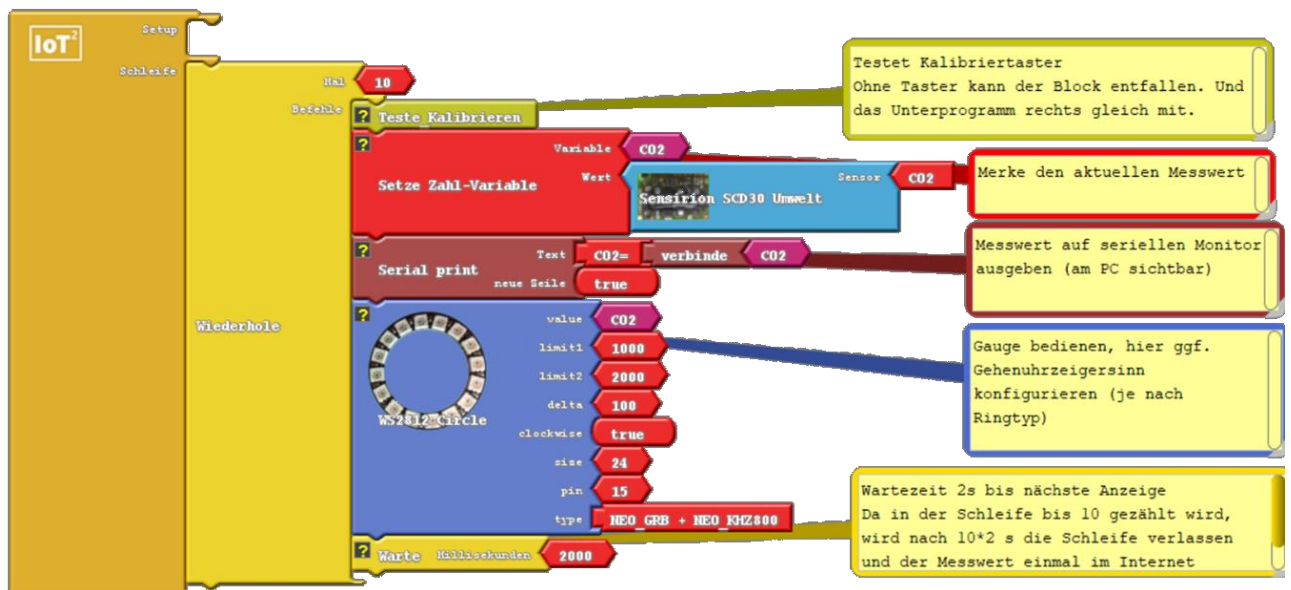 IoT²
Setup
Schleife
Mal
10
Befehle
Teste_Kalibrieren
Testet Kalibriertaster
Ohne Taster kann der Block entfallen. Und
das Unterprogramm rechts gleich mit.
Setze Zahl-Variable
Variable
CO2
Wert
Sensirion SCD30 Umwelt
Sensor
CO2
Merke den aktuellen Messwert
Serial print
Text
CO2=
verbinde
CO2
neue Zeile
true
Messwert auf seriellen Monitor
ausgeben (am PC sichtbar)
Wiederhole
WS2812 Circle
value
CO2
limit1
1000
limit2
2000
delta
100
clockwise
true
size
24
pin
15
type
NEO_GRB + NEO_KHZ800
Gauge bedienen, hier ggf.
Gehenuhrzeigersinn
konfigurieren (je nach
Ringtyp)
Warte
Millisekunden
2000
Wartezeit 2s bis nächste Anzeige
Da in der Schleife bis 10 gezählt wird,
wird nach 10*2 s die Schleife verlassen
und der Messwert einmal im Internet